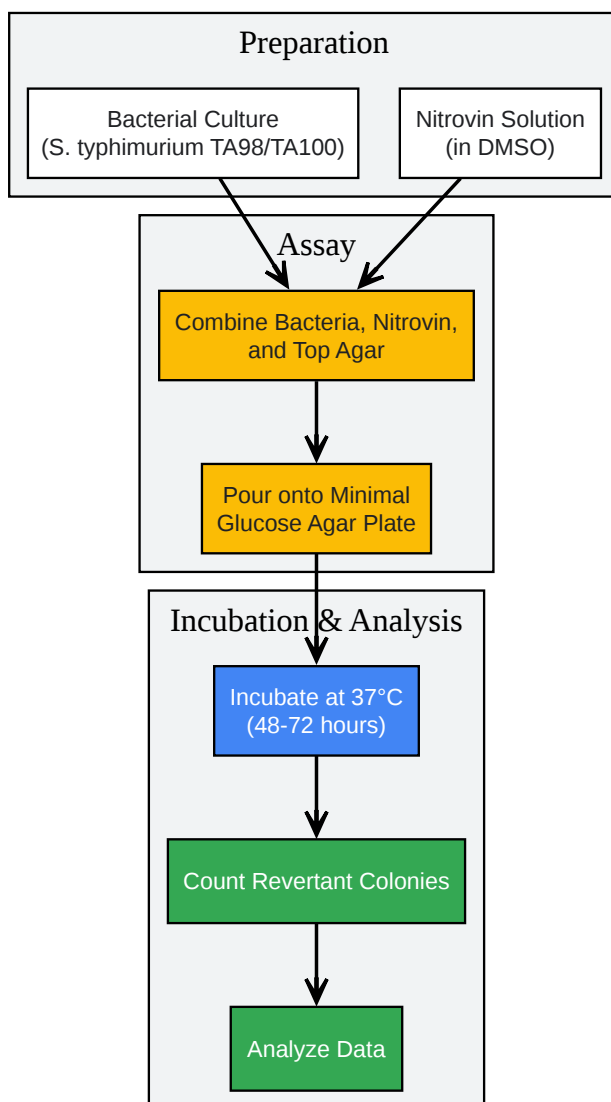 Preparation
Bacterial Culture
(S. typhimurium TA98/TA100)
Nitrovin Solution
(in DMSO)
Assay
Combine Bacteria, Nitrovin,
and Top Agar
Pour onto Minimal
Glucose Agar Plate
Incubation & Analysis
Incubate at 37°C
(48-72 hours)
Count Revertant Colonies
Analyze Data